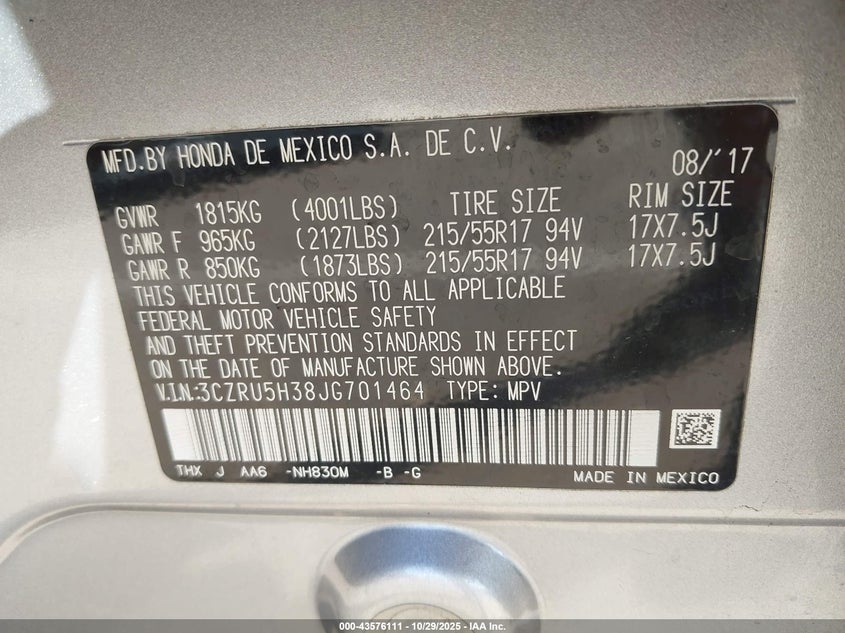 MFD.BY HONDA DE MEXICO S.A. DE C.V. 08/'17
GVWR 1815KG (4001LBS) TIRE SIZE RIM SIZE
GAWR F 965KG (2127LBS) 215/55R17 94V 17X7.5J
GAWR R 850KG (1873LBS) 215/55R17 94V 17X7.5J
THIS VEHICLE CONFORMS TO ALL APPLICABLE
FEDERAL MOTOR VEHICLE SAFETY
AND THEFT PREVENTION STANDARDS IN EFFECT
ON THE DATE OF MANUFACTURE SHOWN ABOVE.
V.I.N.:3CZRU5H38JG701464 TYPE: MPV
THX J AA6 -NH830M -B -G MADE IN MEXICO
000-43576111 | 10/29/2025 | IAA Inc.